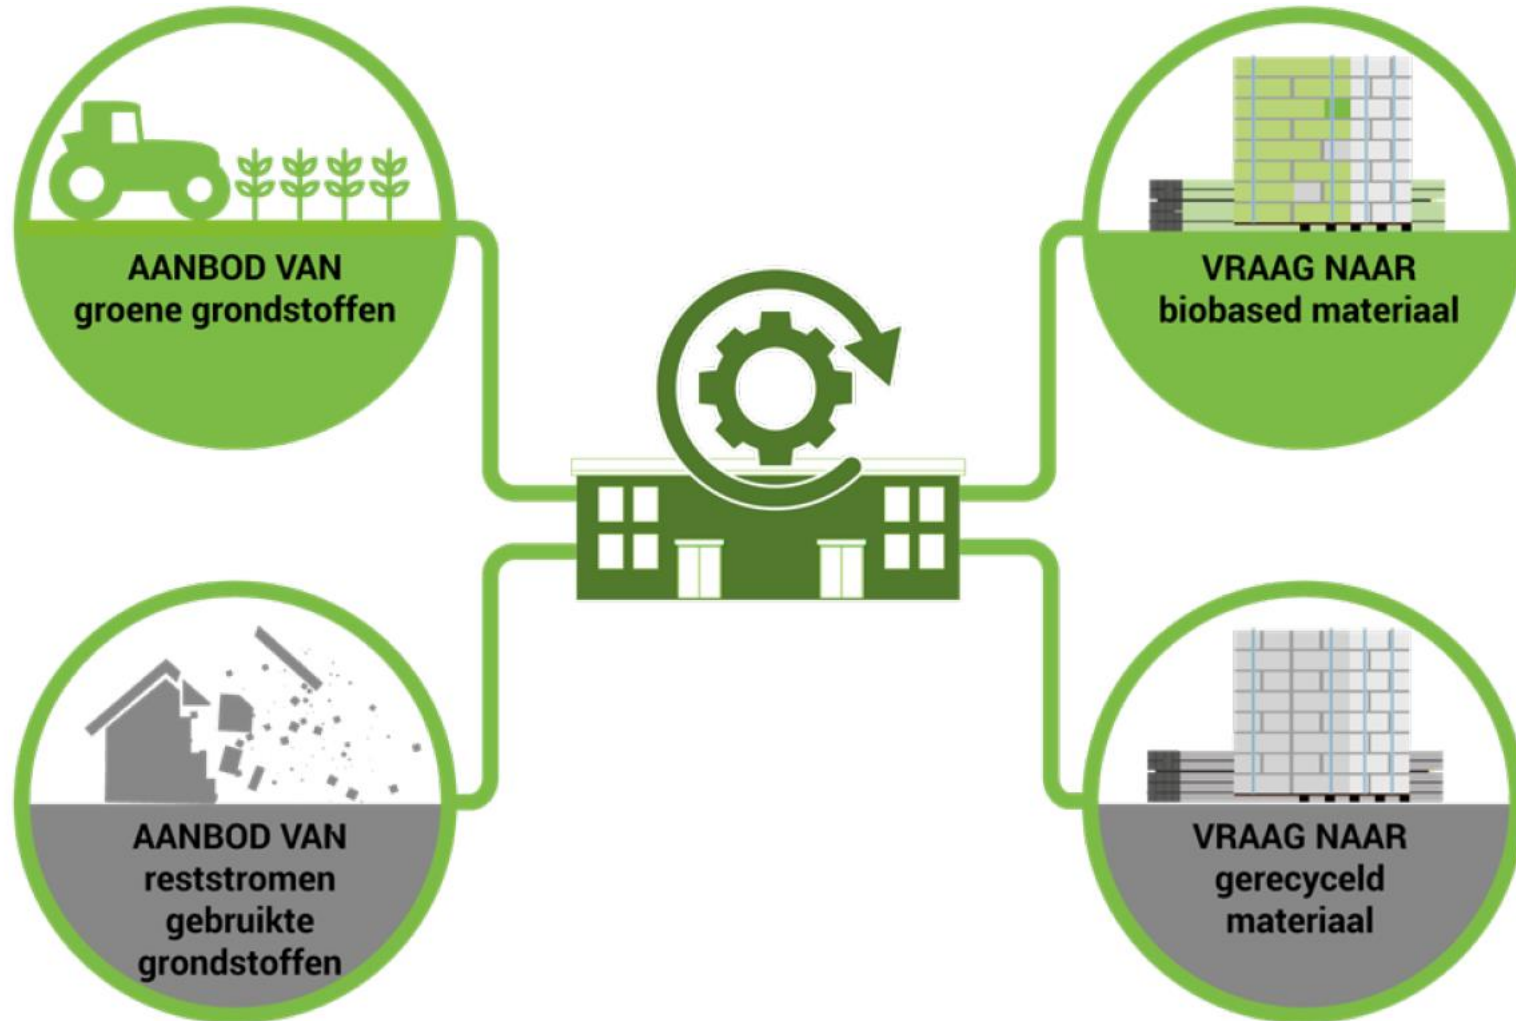 AANBOD VAN
groene grondstoffen
VRAAG NAAR
biobased materiaal
AANBOD VAN
reststromen
gebruikte
grondstoffen
VRAAG NAAR
gerecyceld
materiaal